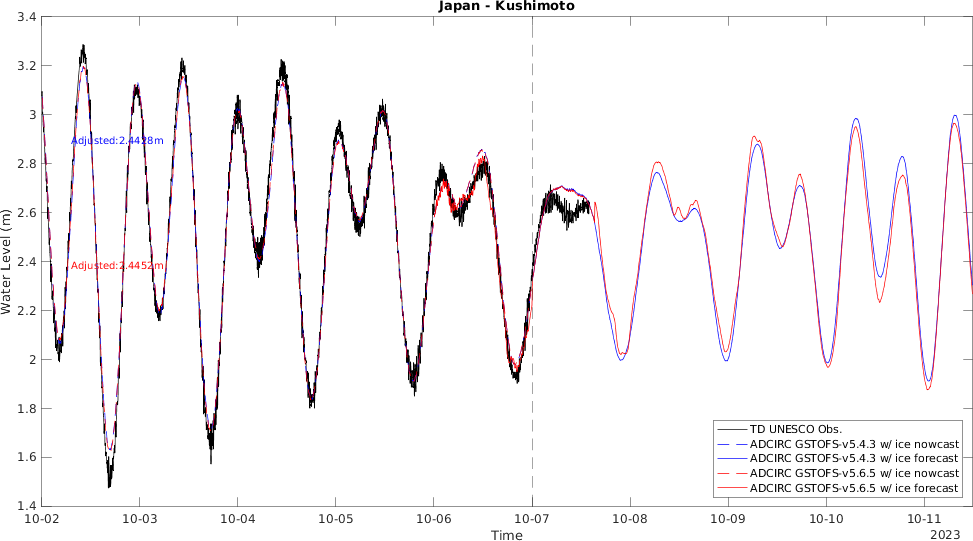 Japan - Kushimoto
3.4
3.2
3
2.8
2.6
2.4
2.2
2
1.8
1.6
1.4
Water Level (m)
Adjusted:2.4428m
Adjusted:2.4452m
TD UNESCO Obs.
ADCIRC GSTOFS-v5.4.3 w/ ice nowcast
ADCIRC GSTOFS-v5.4.3 w/ ice forecast
ADCIRC GSTOFS-v5.6.5 w/ ice nowcast
ADCIRC GSTOFS-v5.6.5 w/ ice forecast
10-02 10-03 10-04 10-05 10-06 10-07 10-08 10-09 10-10 10-11
Time
2023